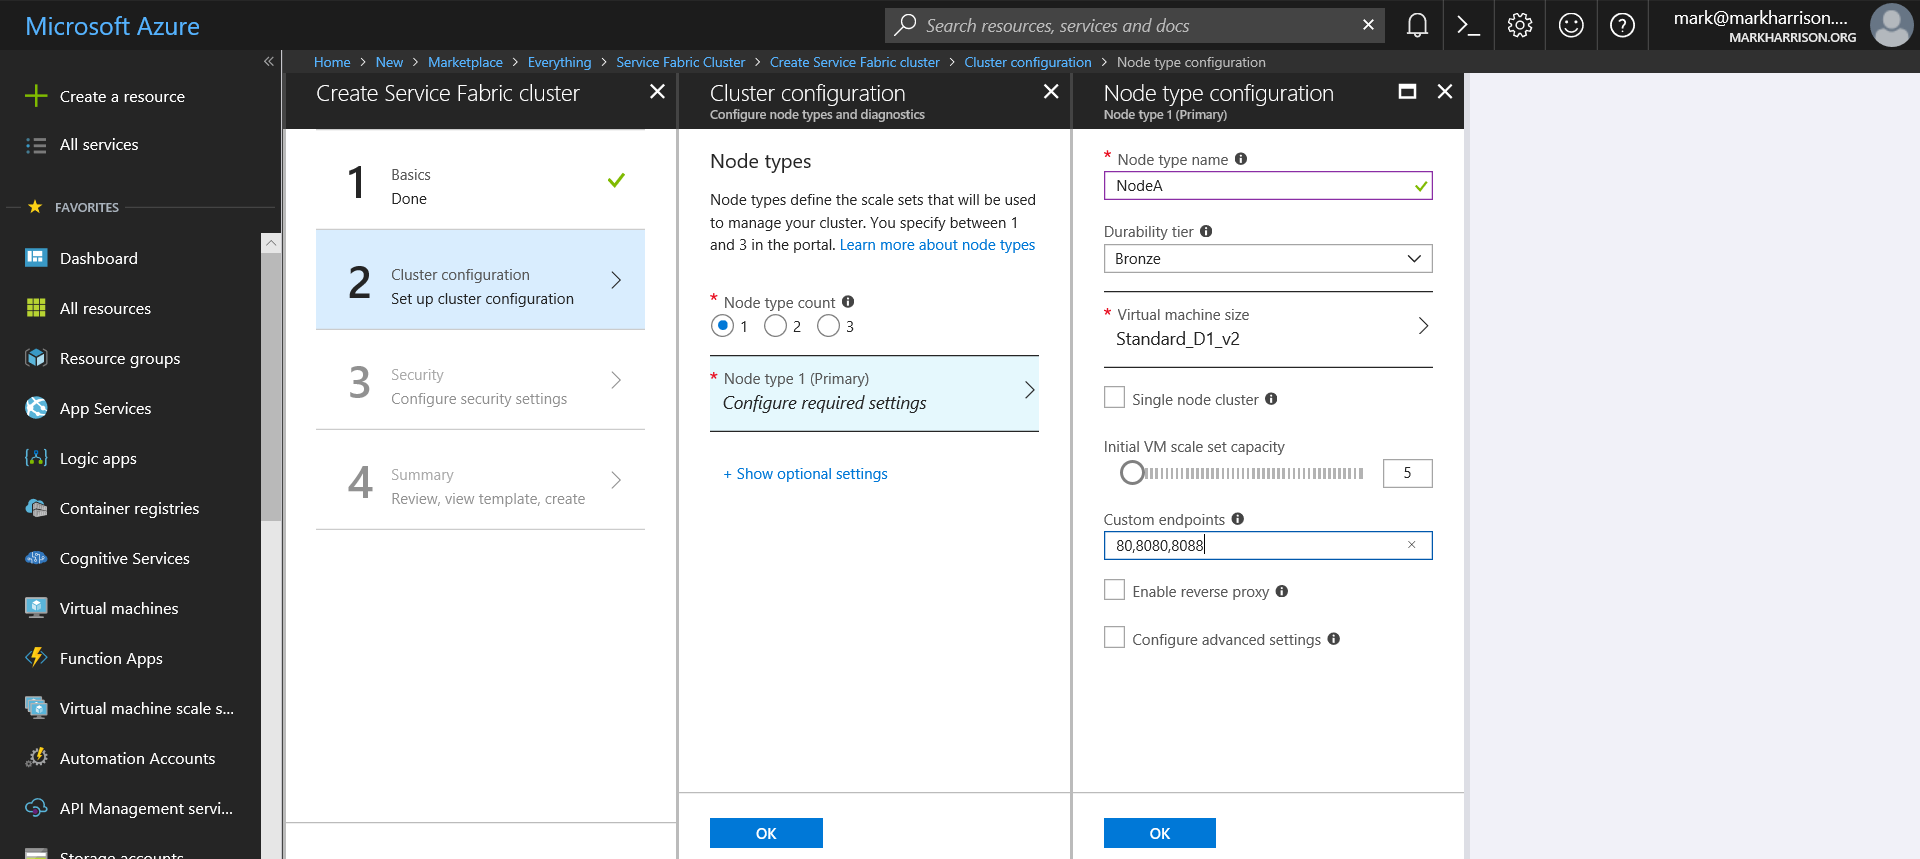 Microsoft Azure
Search resources, services and docs
mark@markharrison....
MARKHARRISON.ORG
Home > New > Marketplace > Everything > Service Fabric Cluster > Create Service Fabric cluster > Cluster configuration > Node type configuration
Create a resource
All services
FAVORITES
Dashboard
All resources
Resource groups
App Services
Logic apps
Container registries
Cognitive Services
Virtual machines
Function Apps
Virtual machine scale s...
Automation Accounts
API Management servi...
Storage accounts
Create Service Fabric cluster
1
Basics
Done
2
Cluster configuration
Set up cluster configuration
3
Security
Configure security settings
4
Summary
Review, view template, create
Cluster configuration
Configure node types and diagnostics
Node types
Node types define the scale sets that will be used
to manage your cluster. You specify between 1
and 3 in the portal. Learn more about node types
* Node type count
1 2 3
* Node type 1 (Primary)
Configure required settings
+ Show optional settings
OK
Node type configuration
Node type 1 (Primary)
* Node type name
NodeA
Durability tier
Bronze
* Virtual machine size
Standard_D1_v2
Single node cluster
Initial VM scale set capacity
5
Custom endpoints
80,8080,8088
Enable reverse proxy
Configure advanced settings
OK